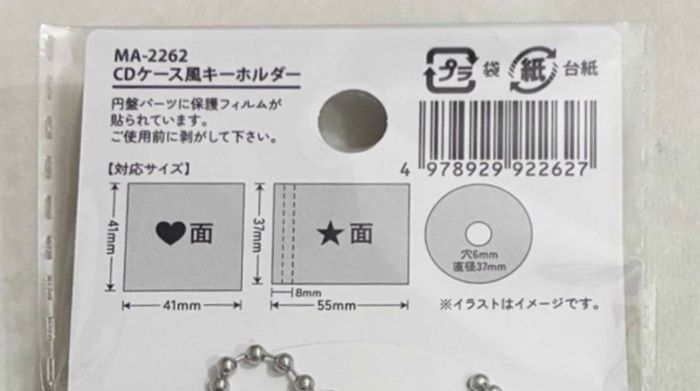 MA-2262
CDケース風キーホルダー
円盤パーツに保護フィルムが
貼られています。
ご使用前に剥がして下さい。
プラ 袋 紙 台紙
4 978929 922627
【対応サイズ】
41mm
♥面
41mm
37mm
★面
8mm
55mm
穴6mm
直径37mm
※イラストはイメージです。